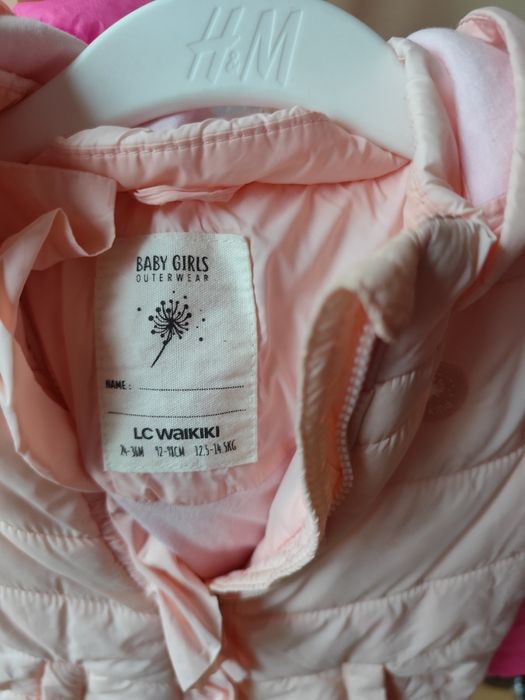 H&M
BABY GIRLS
OUTERWEAR
NAME:
LC WAIKIKI
24-36M 92-98CM 12.5-14.5KG